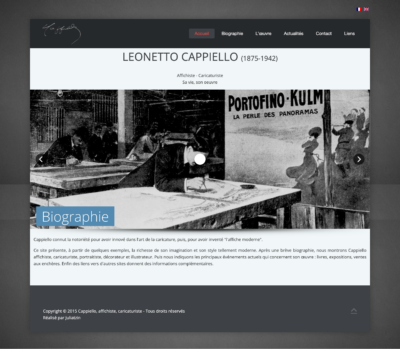 Accueil Biographie L'œuvre Actualités Contact Liens
LEONETTO CAPPIELLO (1875-1942)
Affichiste - Caricaturiste
Sa vie, son oeuvre
PORTOFINO-KULM
LA PERLE DES PANORAMAS
Biographie
Cappiello connut la notoriété pour avoir innové dans l'art de la caricature, puis, pour avoir inventé "l'affiche moderne".
Ce site présente, à partir de quelques exemples, la richesse de son imagination et son style tellement moderne. Après une brève biographie, nous montrons Cappiello
affichiste, caricaturiste, portraitiste, décorateur et illustrateur. Puis nous indiquons les principaux évènements actuels qui concernent son œuvre : livres, expositions, ventes
aux enchères. Enfin des liens vers d'autres sites donnent des informations complémentaires.
Copyright © 2015 Cappiello, affichiste, caricaturiste - Tous droits réservés
Réalisé par